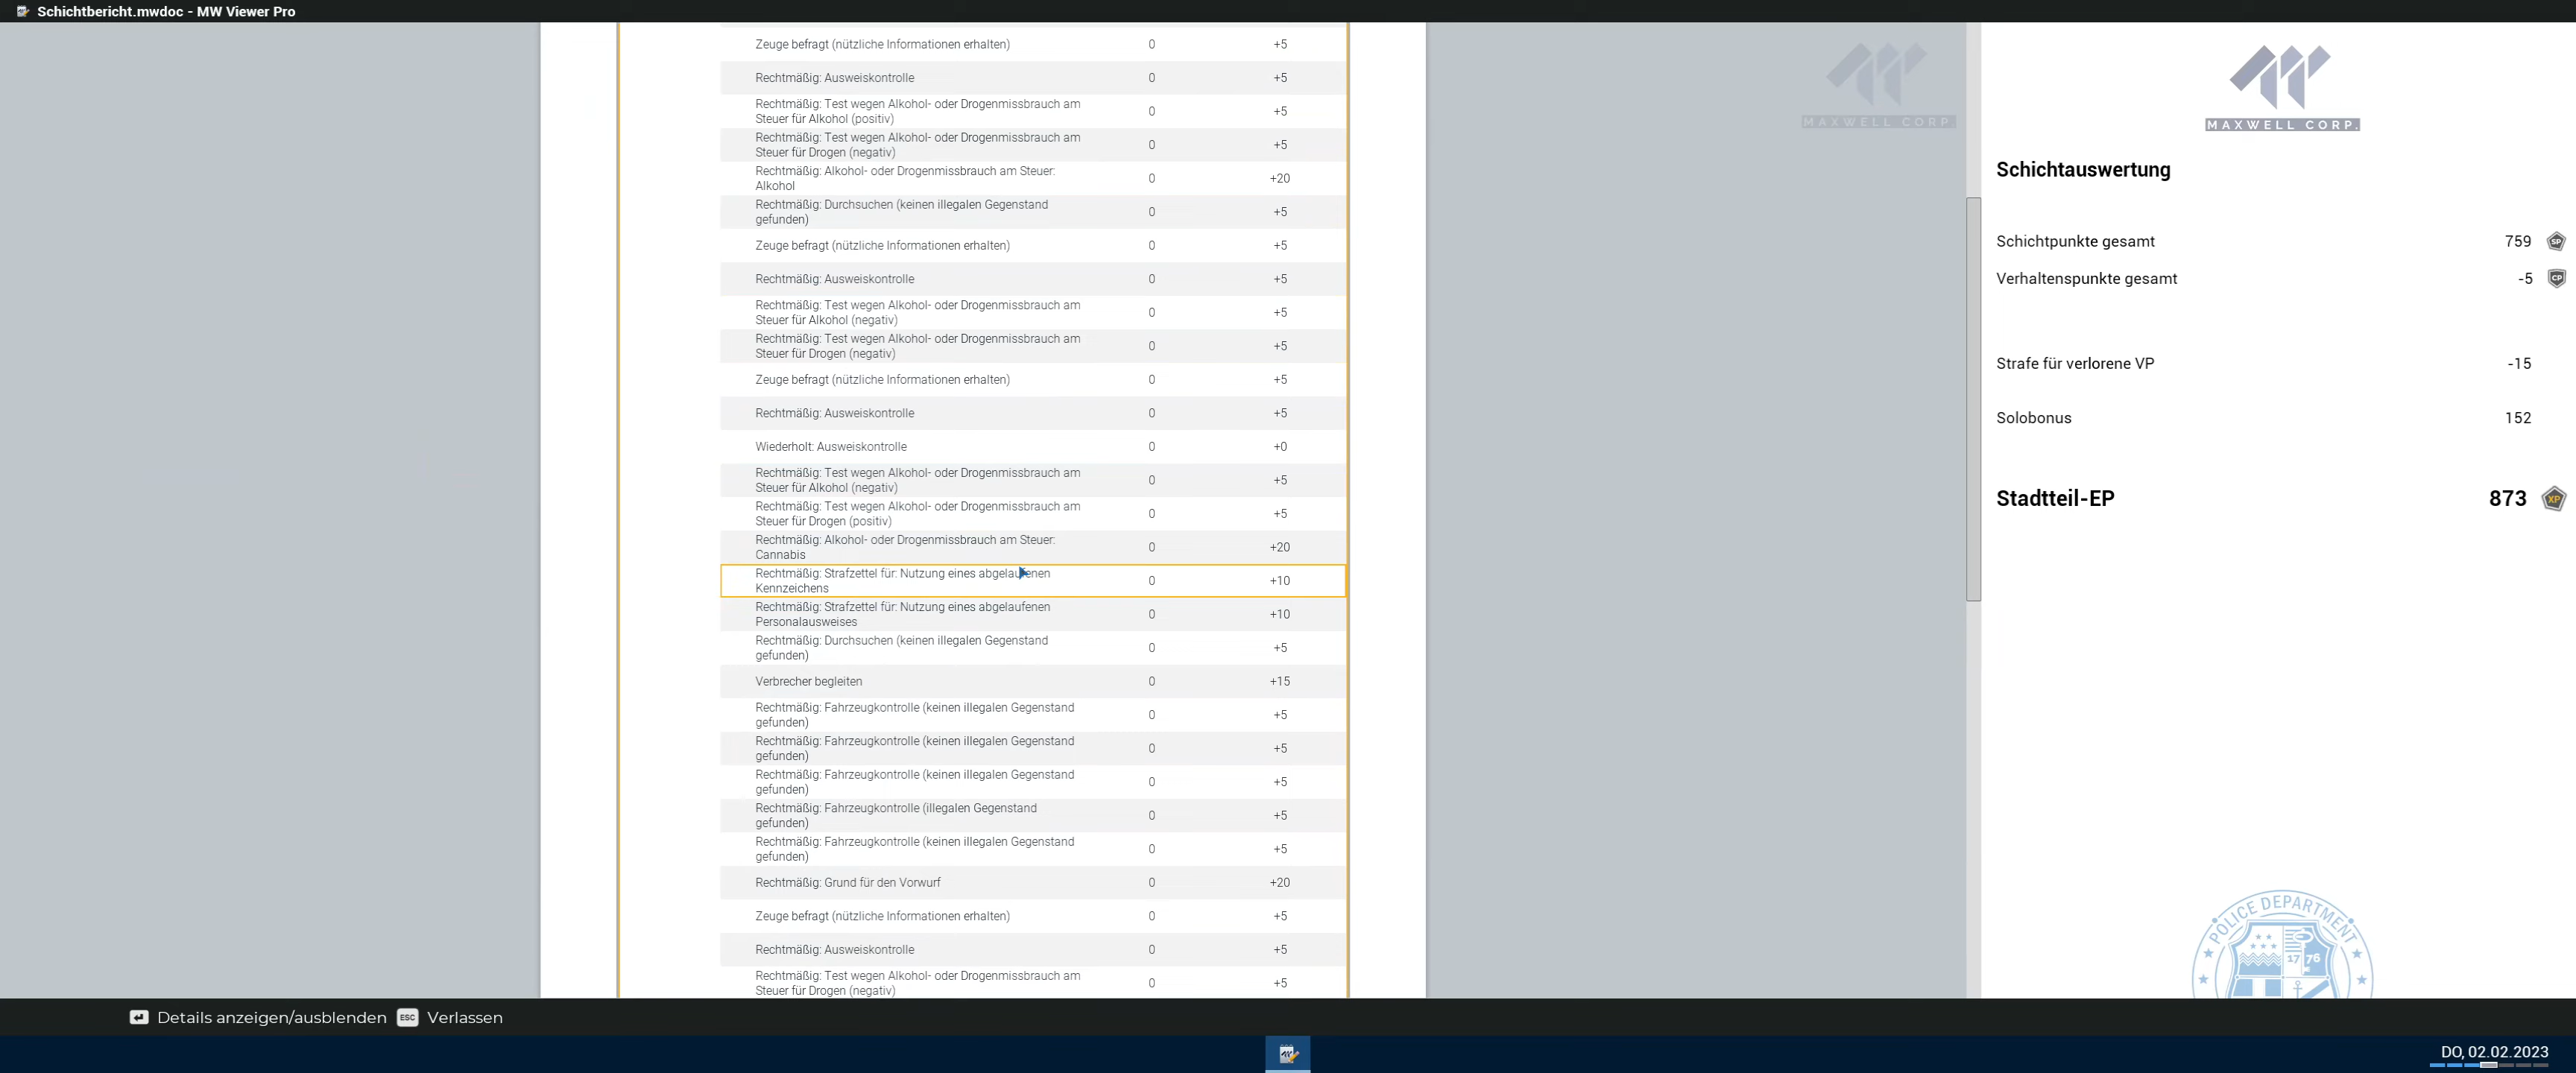 Schichtbericht.mwdoc - MW Viewer Pro
Zeuge befragt (nützliche Informationen erhalten) 0 +5
Rechtmäßig: Ausweiskontrolle 0 +5
Rechtmäßig: Test wegen Alkohol- oder Drogenmissbrauch am
Steuer für Alkohol (positiv) 0 +5
Rechtmäßig: Test wegen Alkohol- oder Drogenmissbrauch am
Steuer für Drogen (negativ) 0 +5
Rechtmäßig: Alkohol- oder Drogenmissbrauch am Steuer:
Alkohol 0 +20
Rechtmäßig: Durchsuchen (keinen illegalen Gegenstand
gefunden) 0 +5
Zeuge befragt (nützliche Informationen erhalten) 0 +5
Rechtmäßig: Ausweiskontrolle 0 +5
Rechtmäßig: Test wegen Alkohol- oder Drogenmissbrauch am
Steuer für Alkohol (negativ) 0 +5
Rechtmäßig: Test wegen Alkohol- oder Drogenmissbrauch am
Steuer für Drogen (negativ) 0 +5
Zeuge befragt (nützliche Informationen erhalten) 0 +5
Rechtmäßig: Ausweiskontrolle 0 +5
Wiederholt: Ausweiskontrolle 0 +0
Rechtmäßig: Test wegen Alkohol- oder Drogenmissbrauch am
Steuer für Alkohol (negativ) 0 +5
Rechtmäßig: Test wegen Alkohol- oder Drogenmissbrauch am
Steuer für Drogen (positiv) 0 +5
Rechtmäßig: Alkohol- oder Drogenmissbrauch am Steuer:
Cannabis 0 +20
Rechtmäßig: Strafzettel für: Nutzung eines abgelaufenen
Kennzeichens 0 +10
Rechtmäßig: Strafzettel für: Nutzung eines abgelaufenen
Personalausweises 0 +10
Rechtmäßig: Durchsuchen (keinen illegalen Gegenstand
gefunden) 0 +5
Verbrecher begleiten 0 +15
Rechtmäßig: Fahrzeugkontrolle (keinen illegalen Gegenstand
gefunden) 0 +5
Rechtmäßig: Fahrzeugkontrolle (keinen illegalen Gegenstand
gefunden) 0 +5
Rechtmäßig: Fahrzeugkontrolle (keinen illegalen Gegenstand
gefunden) 0 +5
Rechtmäßig: Fahrzeugkontrolle (illegalen Gegenstand
gefunden) 0 +5
Rechtmäßig: Fahrzeugkontrolle (keinen illegalen Gegenstand
gefunden) 0 +5
Rechtmäßig: Grund für den Vorwurf 0 +20
Zeuge befragt (nützliche Informationen erhalten) 0 +5
Rechtmäßig: Ausweiskontrolle 0 +5
Rechtmäßig: Test wegen Alkohol- oder Drogenmissbrauch am
Steuer für Drogen (negativ) 0 +5
MAXWELL CORP.
MAXWELL CORP.
Schichtauswertung
Schichtpunkte gesamt 759 SP
Verhaltenspunkte gesamt -5 CP
Strafe für verlorene VP -15
Solobonus 152
Stadtteil-EP 873 XP
POLICE DEPARTMENT
17 76
Details anzeigen/ausblenden ESC Verlassen
DO, 02.02.2023